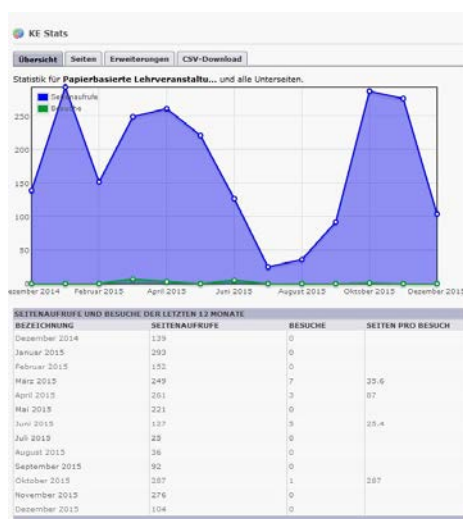 KE Stats
Übersicht Seiten Erweiterungen CSV-Download
Statistik für Papierbasierte Lehrveranstaltu... und alle Unterseiten.
Seitenaufrufe
Besuche
250
200
150
100
50
0
ezember 2014 Februar 2015 April 2015 Juni 2015 August 2015 Oktober 2015 Dezember 2015
SEITENAUFRUFE UND BESUCHE DER LETZTEN 12 MONATE
BEZEICHNUNG SEITENAUFRUFE BESUCHE SEITEN PRO BESUCH
Dezember 2014 139 0
Januar 2015 293 0
Februar 2015 152 0
März 2015 249 7 35.6
April 2015 261 3 87
Mai 2015 221 0
Juni 2015 127 5 25.4
Juli 2015 25 0
August 2015 36 0
September 2015 92 0
Oktober 2015 287 1 287
November 2015 276 0
Dezember 2015 104 0